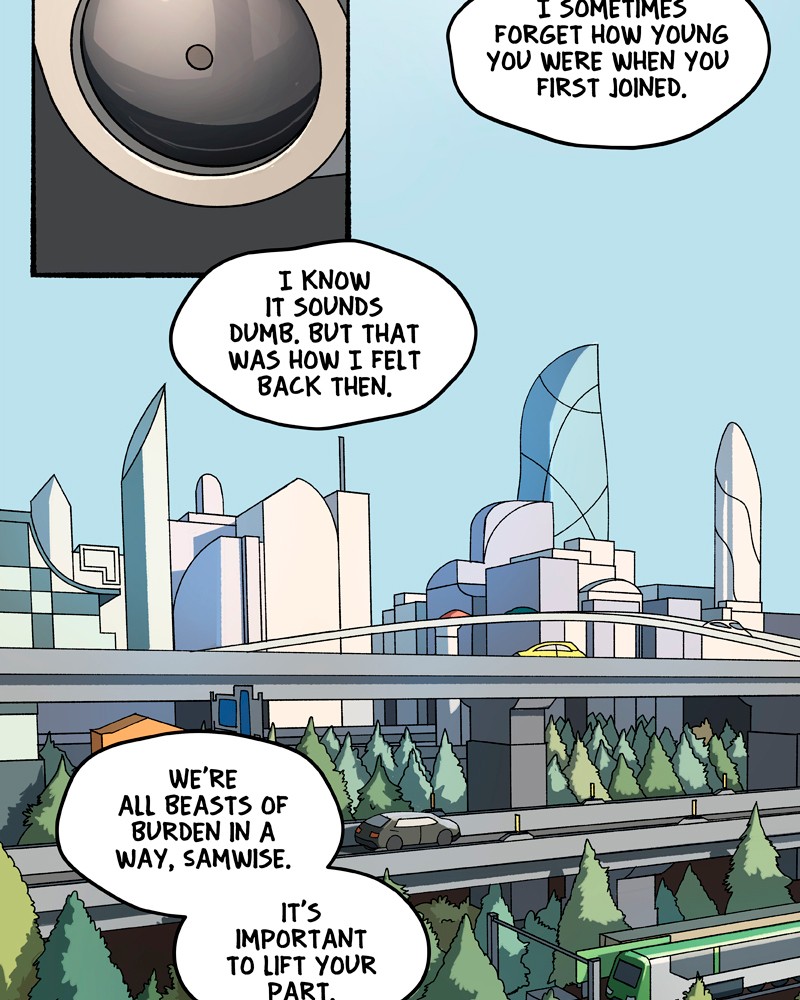 I SOMETIMES
FORGET HOW YOUNG
YOU WERE WHEN YOU
FIRST JOINED.
I KNOW
IT SOUNDS
DUMB. BUT THAT
WAS HOW I FELT
BACK THEN.
WE'RE
ALL BEASTS OF
BURDEN IN A
WAY, SAMWISE.
IT'S
IMPORTANT
TO LIFT YOUR
PART.